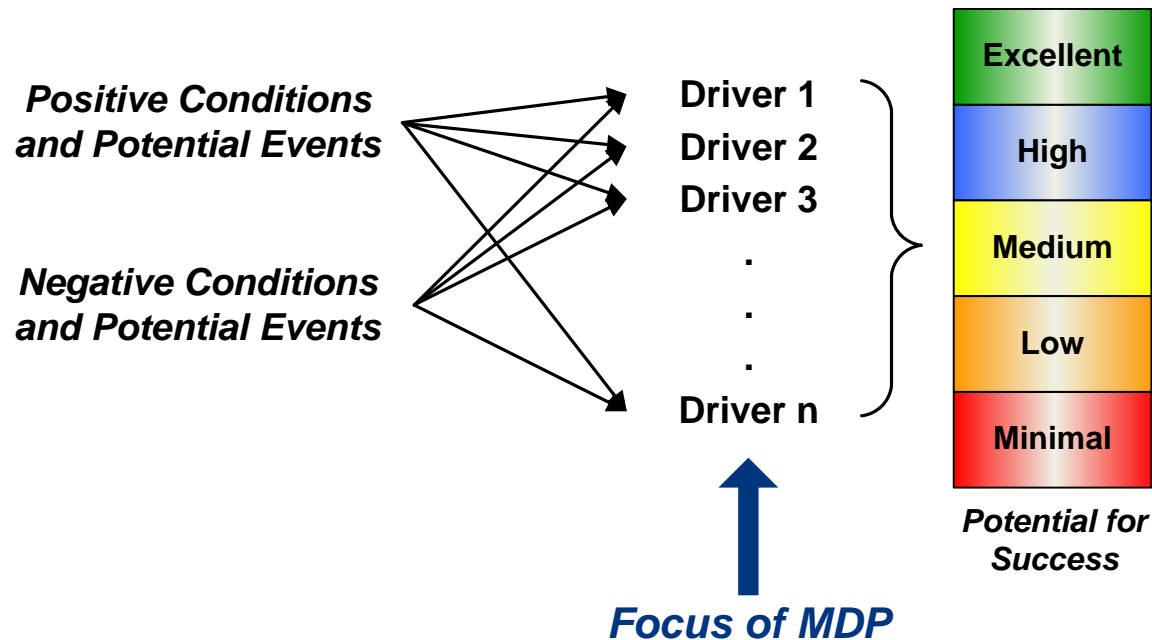 Positive Conditions
and Potential Events
Negative Conditions
and Potential Events
Driver 1
Driver 2
Driver 3
.
.
.
Driver n
Focus of MDP
Excellent
High
Medium
Low
Minimal
Potential for
Success